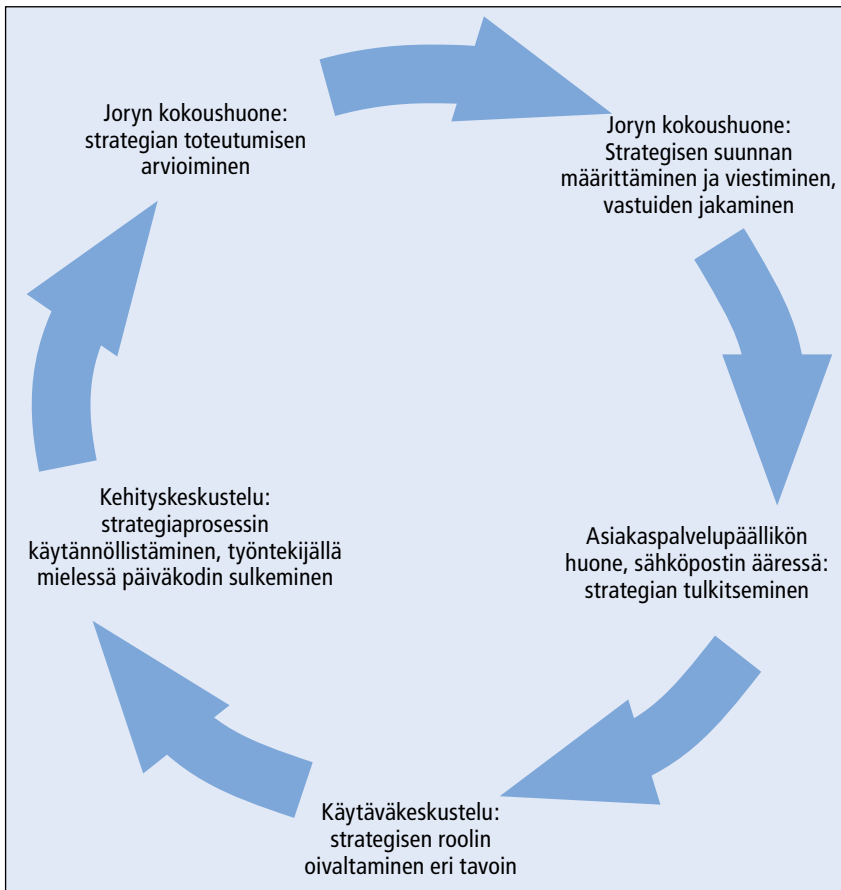 Joryn kokoushuone:
strategian toteutumisen
arvioiminen
Joryn kokoushuone:
Strategisen suunnan
määrittäminen ja viestiminen,
vastuiden jakaminen
Asiakaspalvelupäällikön
huone, sähköpostin ääressä:
strategian tulkitseminen
Käytäväkeskustelu:
strategisen roolin
oivaltaminen eri tavoin
Kehityskeskustelu:
strategiaprosessin
käytännöllistäminen, työntekijällä
mielessä päiväkodin sulkeminen